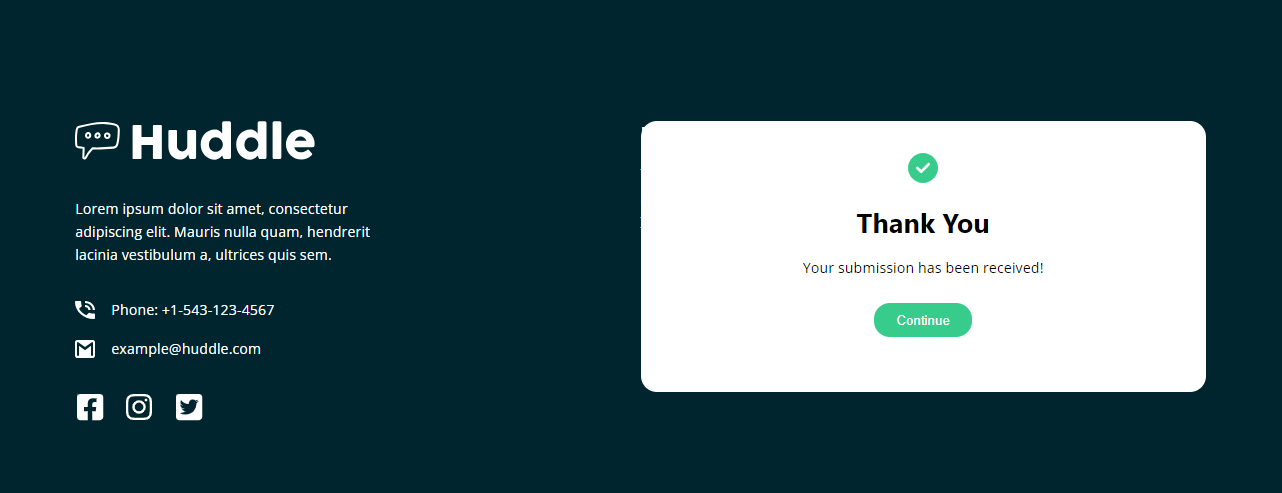 Huddle
Lorem ipsum dolor sit amet, consectetur
adipiscing elit. Mauris nulla quam, hendrerit
lacinia vestibulum a, ultrices quis sem.
Phone: +1-543-123-4567
example@huddle.com
Thank You
Your submission has been received!
Continue